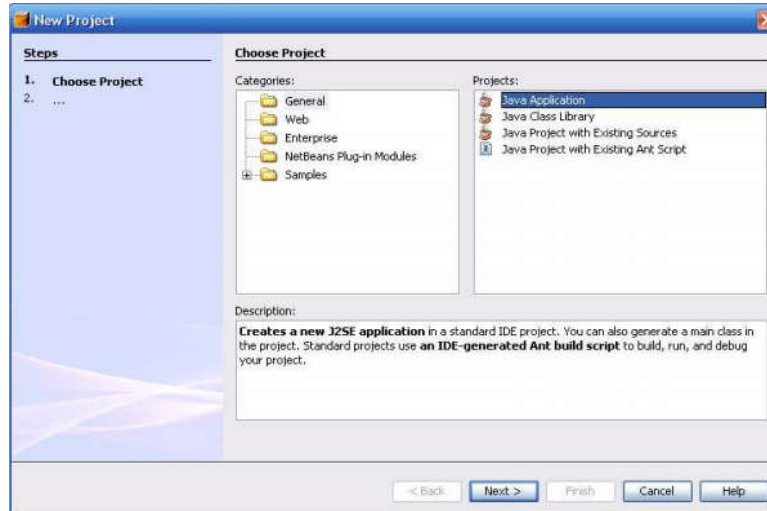 New Project
Steps
1. Choose Project
2. ...
Choose Project
Categories:
General
Web
Enterprise
NetBeans Plug-in Modules
Samples
Projects:
Java Application
Java Class Library
Java Project with Existing Sources
Java Project with Existing Ant Script
Description:
Creates a new J2SE application in a standard IDE project. You can also generate a main class in
the project. Standard projects use an IDE-generated Ant build script to build, run, and debug
your project.
< Back Next > Finish Cancel Help